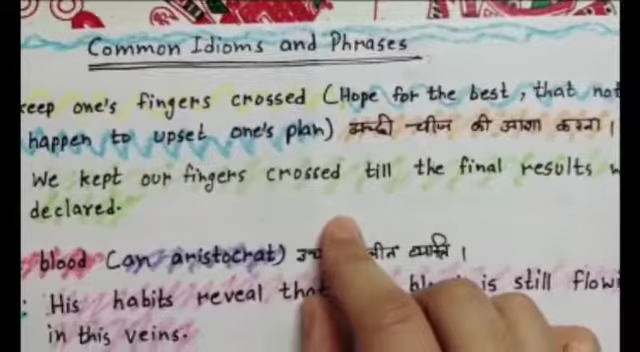 Common Idioms and Phrases
keep one's fingers crossed (Hope for the best, that not
happen to upset one's plan) अच्छी चीज की आशा करना।
We kept our fingers crossed till the final results
declared.
blood (an aristocrat)
: His habits reveal that is still flowi
in this veins.